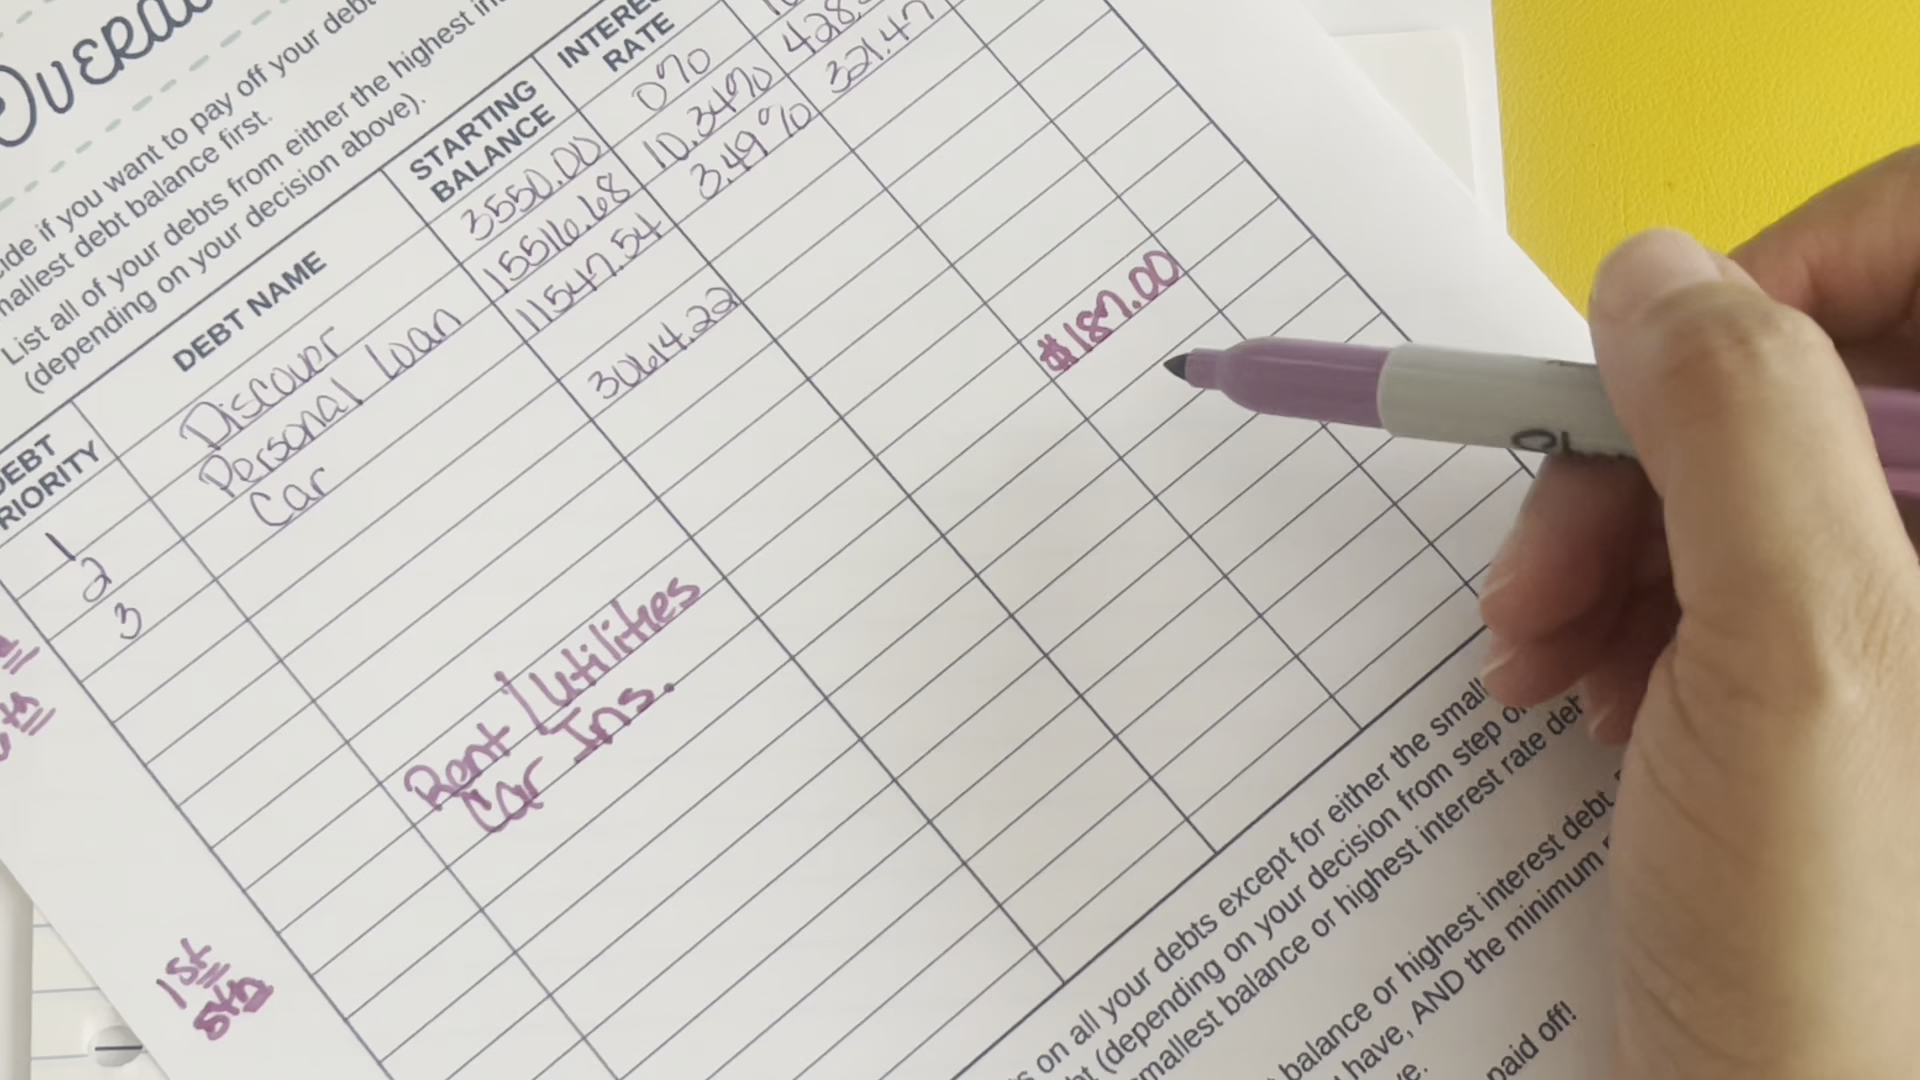 OVERA
cide if you want to pay off your debt
mallest debt balance first.
List all of your debts from either the highest in
(depending on your decision above).
DEBT PRIORITY DEBT NAME STARTING BALANCE INTEREST RATE
1 Discover 3550.00 0%
2 Personal Loan 15516.68 10.34% 428.
3 Car 11547.54 3.49% 321.47
30614.22
$187.00
Rent/Utilities
Car Ins.
1st
5th
s on all your debts except for either the small
bt (depending on your decision from step o
smallest balance or highest interest rate deb
balance or highest interest debt
have, AND the minimum
ve.
paid off!